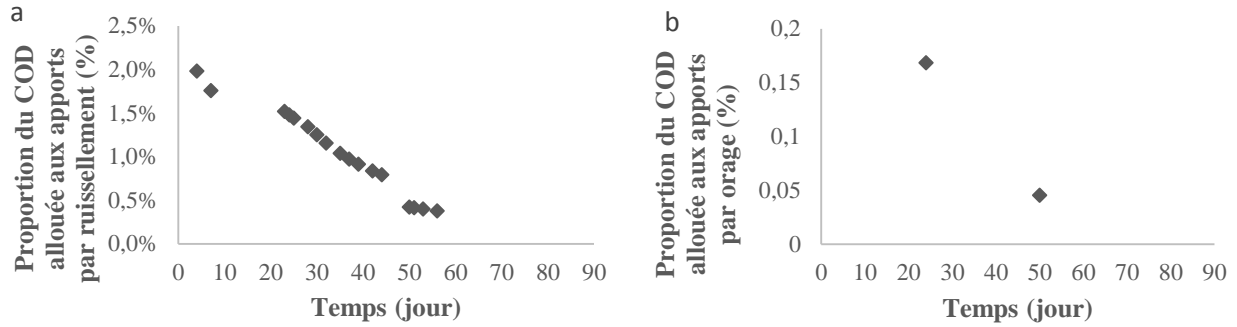 a
Proportion du COD
allouée aux apports
par ruissellement (%)
2,5%
2,0%
1,5%
1,0%
0,5%
0,0%
0 10 20 30 40 50 60 70 80 90
Temps (jour)
b
Proportion du COD
allouée aux apports
par orage (%)
0,2
0,15
0,1
0,05
0
0 10 20 30 40 50 60 70 80 90
Temps (jour)